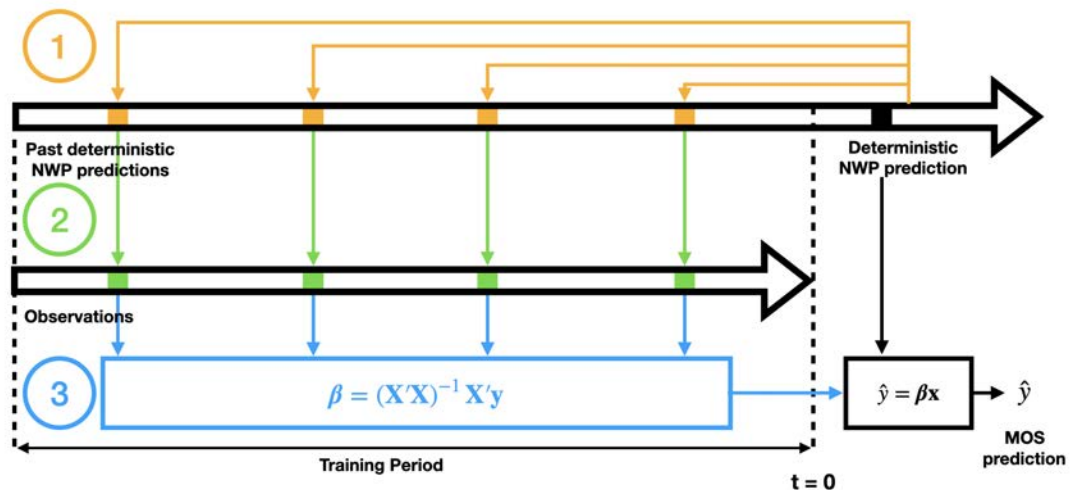 1
Past deterministic
NWP predictions
Deterministic
NWP prediction
2
Observations
3
β = (X′X)⁻¹ X′y
ŷ = βx
ŷ
MOS
prediction
Training Period
t = 0